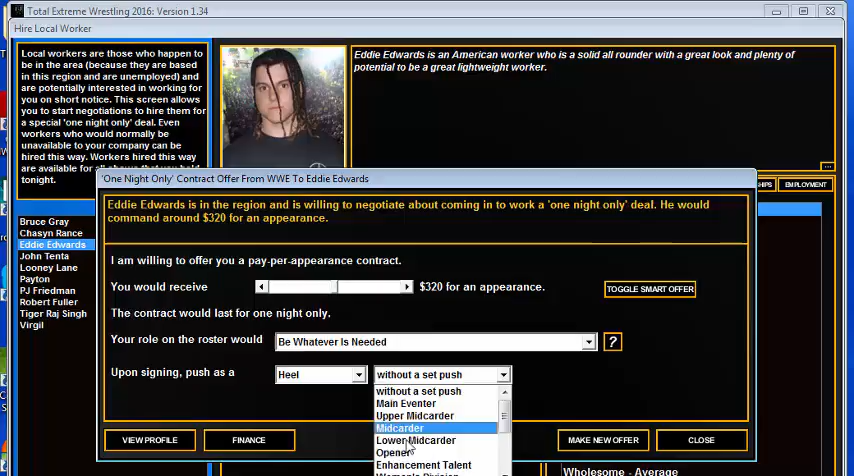 Total Extreme Wrestling 2016: Version 1.34
Hire Local Worker
Local workers are those who happen to
be in the area (because they are based
in this region and are unemployed) and
are potentially interested in working for
you on short notice. This screen allows
you to start negotiations to hire them for
a special 'one night only' deal. Even
workers who would normally be
unavailable to your company can be
hired this way. Workers hired this way
are available for
tonight.
Eddie Edwards is an American worker who is a solid all rounder with a great look and plenty of
potential to be a great lightweight worker.
...
EMPLOYMENT
Bruce Gray
Chasyn Rance
Eddie Edwards
John Tenta
Looney Lane
Payton
PJ Friedman
Robert Fuller
Tiger Raj Singh
Virgil
'One Night Only' Contract Offer From WWE To Eddie Edwards
Eddie Edwards is in the region and is willing to negotiate about coming in to work a 'one night only' deal. He would
command around $320 for an appearance.
I am willing to offer you a pay-per-appearance contract.
You would receive $320 for an appearance. TOGGLE SMART OFFER
The contract would last for one night only.
Your role on the roster would Be Whatever Is Needed ?
Upon signing, push as a Heel without a set push
without a set push
Main Eventer
Upper Midcarder
Midcarder
Lower Midcarder
Opener
Enhancement Talent
VIEW PROFILE FINANCE MAKE NEW OFFER CLOSE
Wholesome - Average